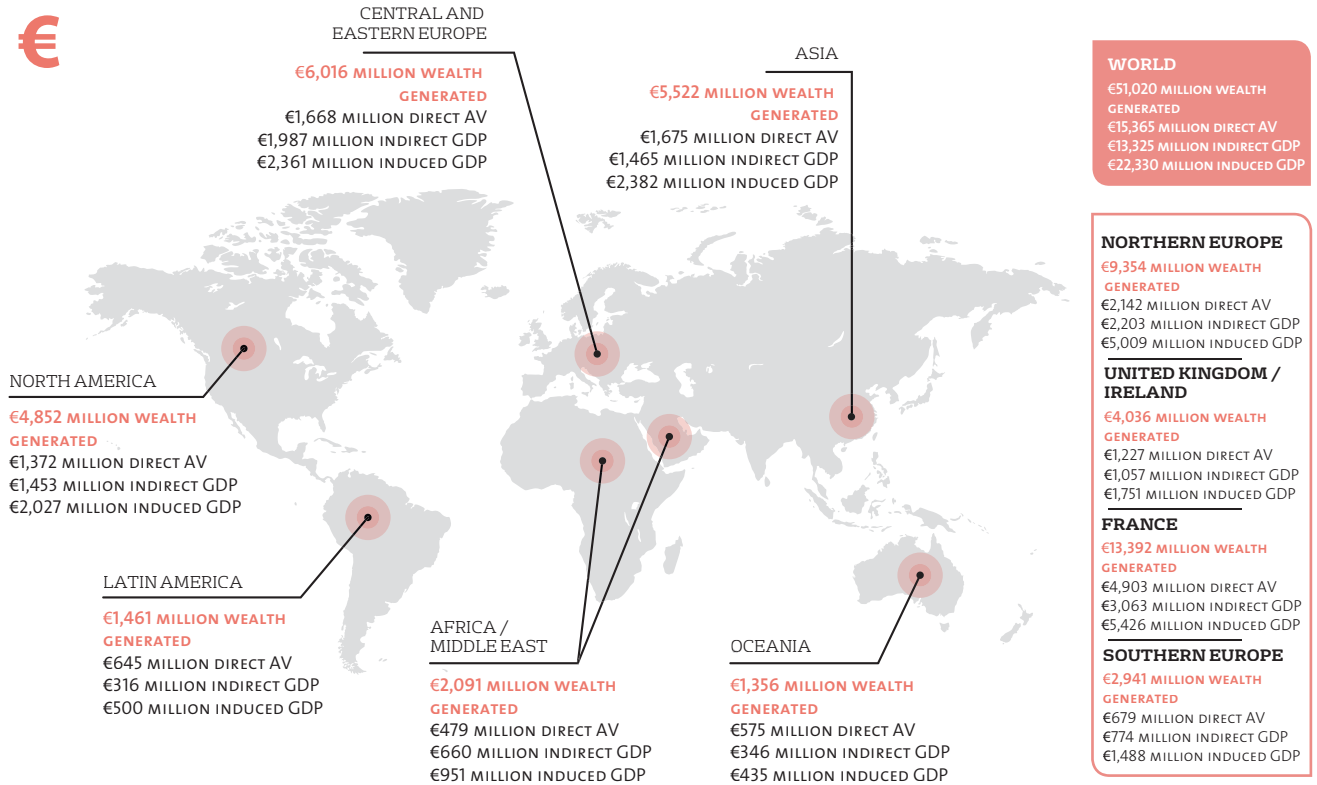 €
CENTRAL AND
EASTERN EUROPE
€6,016 MILLION WEALTH
GENERATED
€1,668 MILLION DIRECT AV
€1,987 MILLION INDIRECT GDP
€2,361 MILLION INDUCED GDP
ASIA
€5,522 MILLION WEALTH
GENERATED
€1,675 MILLION DIRECT AV
€1,465 MILLION INDIRECT GDP
€2,382 MILLION INDUCED GDP
WORLD
€51,020 MILLION WEALTH
GENERATED
€15,365 MILLION DIRECT AV
€13,325 MILLION INDIRECT GDP
€22,330 MILLION INDUCED GDP
NORTHERN EUROPE
€9,354 MILLION WEALTH
GENERATED
€2,142 MILLION DIRECT AV
€2,203 MILLION INDIRECT GDP
€5,009 MILLION INDUCED GDP
UNITED KINGDOM /
IRELAND
€4,036 MILLION WEALTH
GENERATED
€1,227 MILLION DIRECT AV
€1,057 MILLION INDIRECT GDP
€1,751 MILLION INDUCED GDP
FRANCE
€13,392 MILLION WEALTH
GENERATED
€4,903 MILLION DIRECT AV
€3,063 MILLION INDIRECT GDP
€5,426 MILLION INDUCED GDP
SOUTHERN EUROPE
€2,941 MILLION WEALTH
GENERATED
€679 MILLION DIRECT AV
€774 MILLION INDIRECT GDP
€1,488 MILLION INDUCED GDP
NORTH AMERICA
€4,852 MILLION WEALTH
GENERATED
€1,372 MILLION DIRECT AV
€1,453 MILLION INDIRECT GDP
€2,027 MILLION INDUCED GDP
LATIN AMERICA
€1,461 MILLION WEALTH
GENERATED
€645 MILLION DIRECT AV
€316 MILLION INDIRECT GDP
€500 MILLION INDUCED GDP
AFRICA /
MIDDLE EAST
€2,091 MILLION WEALTH
GENERATED
€479 MILLION DIRECT AV
€660 MILLION INDIRECT GDP
€951 MILLION INDUCED GDP
OCEANIA
€1,356 MILLION WEALTH
GENERATED
€575 MILLION DIRECT AV
€346 MILLION INDIRECT GDP
€435 MILLION INDUCED GDP